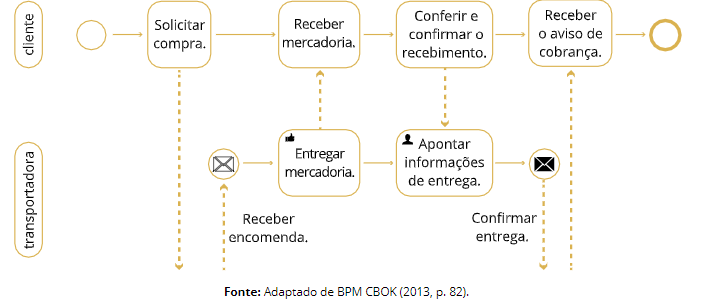 cliente
Solicitar
compra.
Receber
mercadoria.
Conferir e
confirmar o
recebimento.
Receber
o aviso de
cobrança.
transportadora
Entregar
mercadoria.
Apontar
informações
de entrega.
Receber
encomenda.
Confirmar
entrega.
Fonte: Adaptado de BPM CBOK (2013, p. 82).